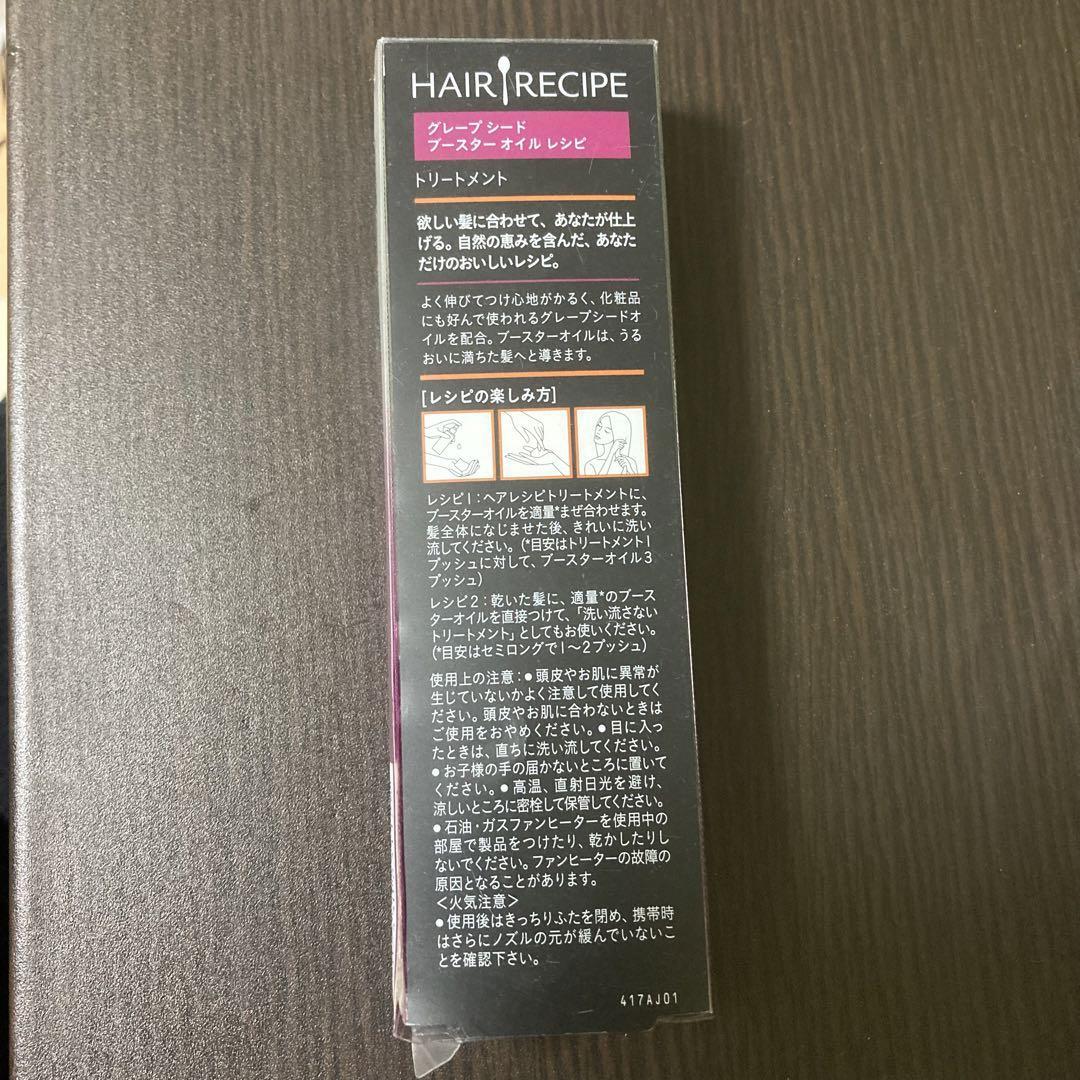 HAIR RECIPE
グレープ シード
ブースター オイル レシピ
トリートメント
欲しい髪に合わせて、あなたが仕上
げる。自然の恵みを含んだ、あなた
だけのおいしいレシピ。
よく伸びてつけ心地がかるく、化粧品
にも好んで使われるグレープシードオ
イルを配合。ブースターオイルは、うる
おいに満ちた髪へと導きます。
[レシピの楽しみ方]
レシピ1:ヘアレシピトリートメントに、
ブースターオイルを適量*まぜ合わせます。
髪全体になじませた後、きれいに洗い
流してください。(*目安はトリートメント1
プッシュに対して、ブースターオイル3
プッシュ)
レシピ2:乾いた髪に、適量*のブース
ターオイルを直接つけて、「洗い流さない
トリートメント」としてもお使いください。
(*目安はセミロングで1〜2プッシュ)
使用上の注意:●頭皮やお肌に異常が
生じていないかよく注意して使用してく
ださい。頭皮やお肌に合わないときは
ご使用をおやめください。●目に入っ
たときは、直ちに洗い流してください。
●お子様の手の届かないところに置いて
ください。●高温、直射日光を避け、
涼しいところに密栓して保管してください。
●石油・ガスファンヒーターを使用中の
部屋で製品をつけたり、乾かしたりし
ないでください。ファンヒーターの故障の
原因となることがあります。
<火気注意>
●使用後はきっちりふたを閉め、携帯時
はさらにノズルの元が緩んでいないこ
とを確認下さい。
417AJ01